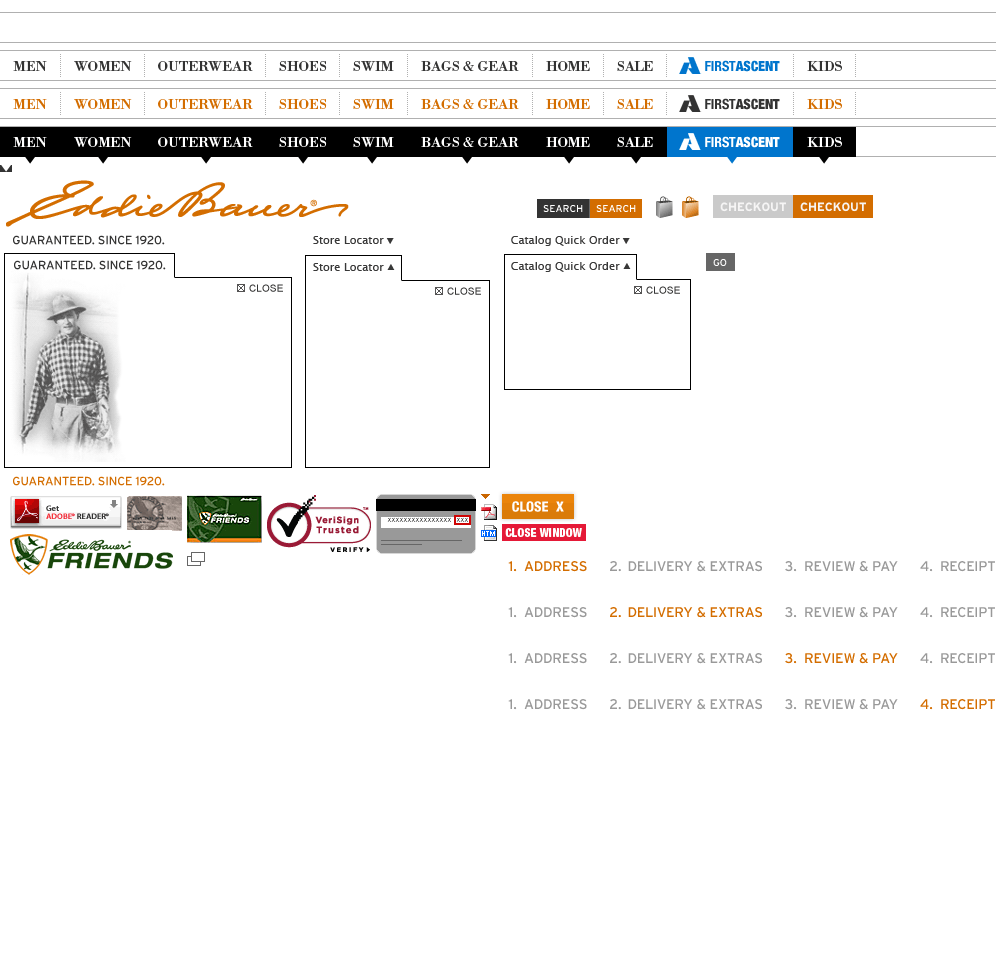 MEN WOMEN OUTERWEAR SHOES SWIM BAGS & GEAR HOME SALE FIRSTASCENT KIDS
MEN WOMEN OUTERWEAR SHOES SWIM BAGS & GEAR HOME SALE FIRSTASCENT KIDS
MEN WOMEN OUTERWEAR SHOES SWIM BAGS & GEAR HOME SALE FIRSTASCENT KIDS
Eddie Bauer®
SEARCH SEARCH CHECKOUT CHECKOUT
GUARANTEED. SINCE 1920. Store Locator Catalog Quick Order
GUARANTEED. SINCE 1920. Store Locator Catalog Quick Order GO
CLOSE CLOSE CLOSE
GUARANTEED. SINCE 1920.
Get
ADOBE® READER®
FRIENDS
VeriSign™
Trusted
VERIFY
XXXXXXXXXXXXXXXX XXX
CLOSE X
CLOSE WINDOW
Eddie Bauer®
FRIENDS
1. ADDRESS 2. DELIVERY & EXTRAS 3. REVIEW & PAY 4. RECEIPT
1. ADDRESS 2. DELIVERY & EXTRAS 3. REVIEW & PAY 4. RECEIPT
1. ADDRESS 2. DELIVERY & EXTRAS 3. REVIEW & PAY 4. RECEIPT
1. ADDRESS 2. DELIVERY & EXTRAS 3. REVIEW & PAY 4. RECEIPT